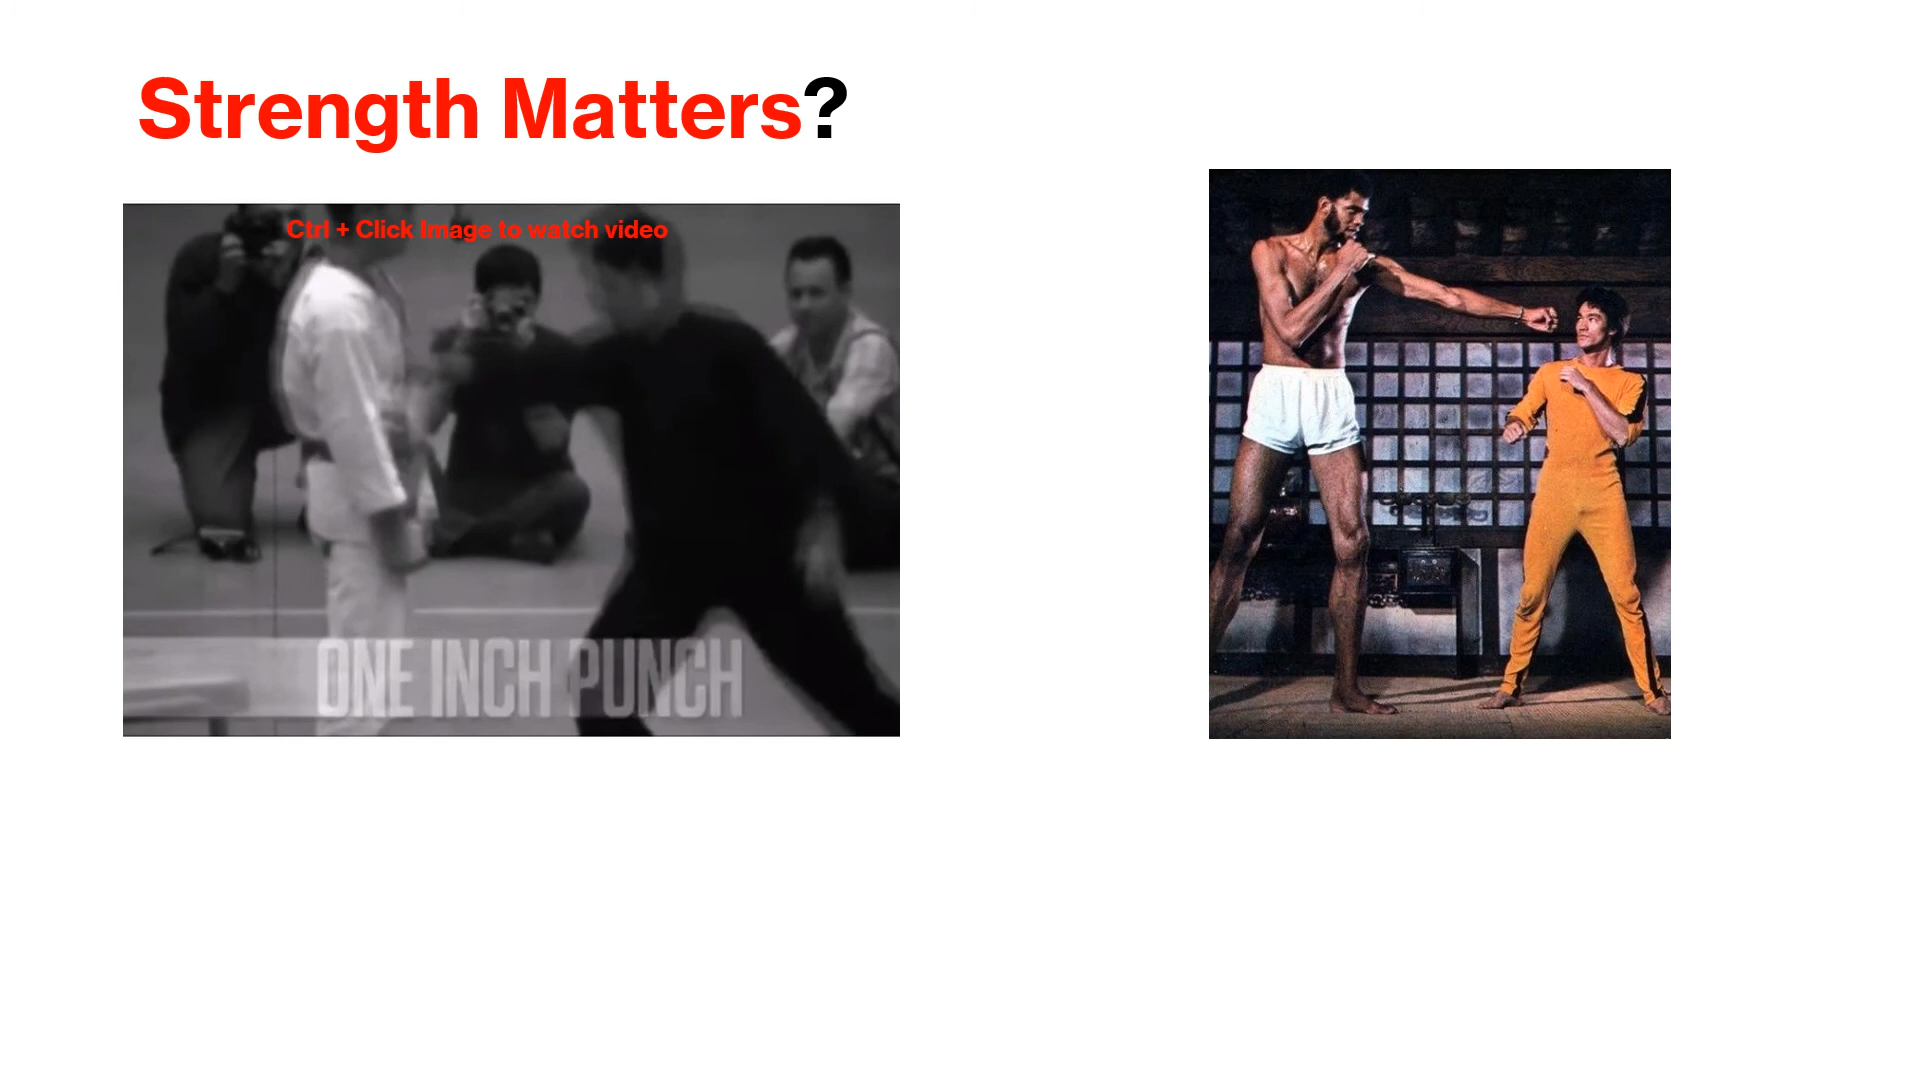 Strength Matters?
Ctrl + Click Image to watch video
ONE INCH PUNCH